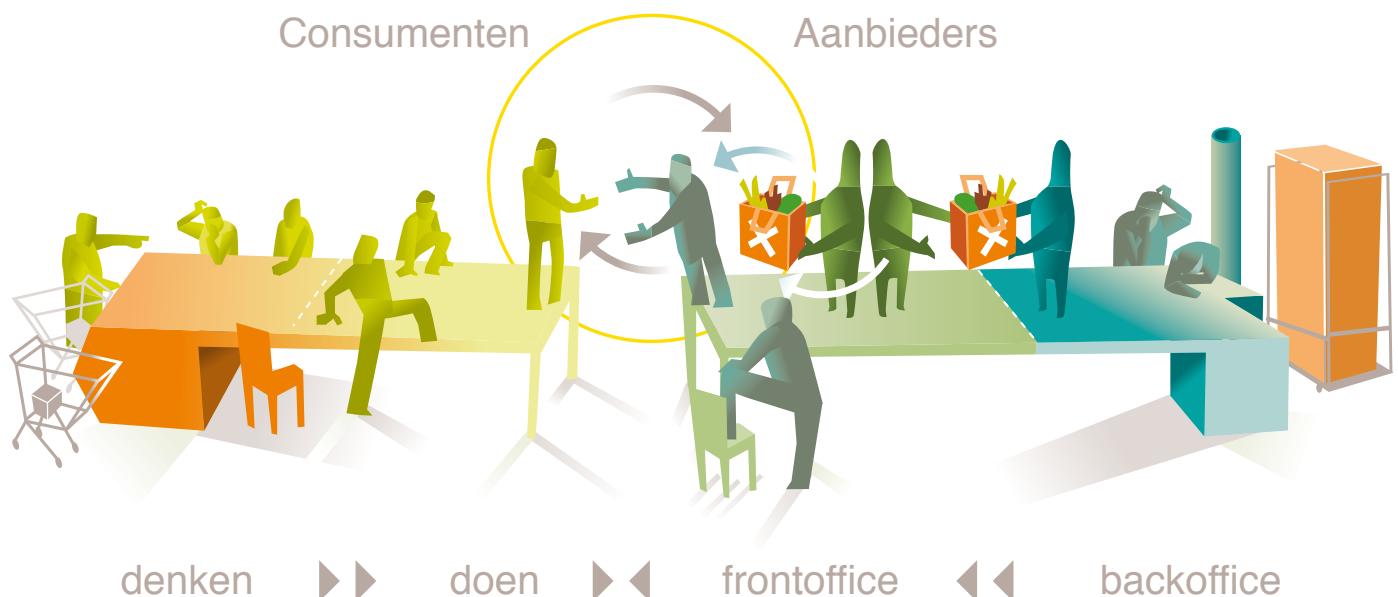 Consumenten
Aanbieders
denken
doen
frontoffice
backoffice